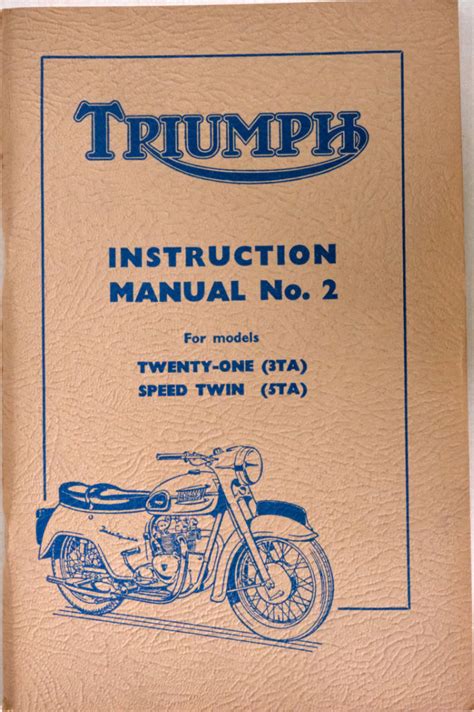 TRIUMPH
INSTRUCTION
MANUAL No. 2
For models
TWENTY-ONE (3TA)
SPEED TWIN (5TA)